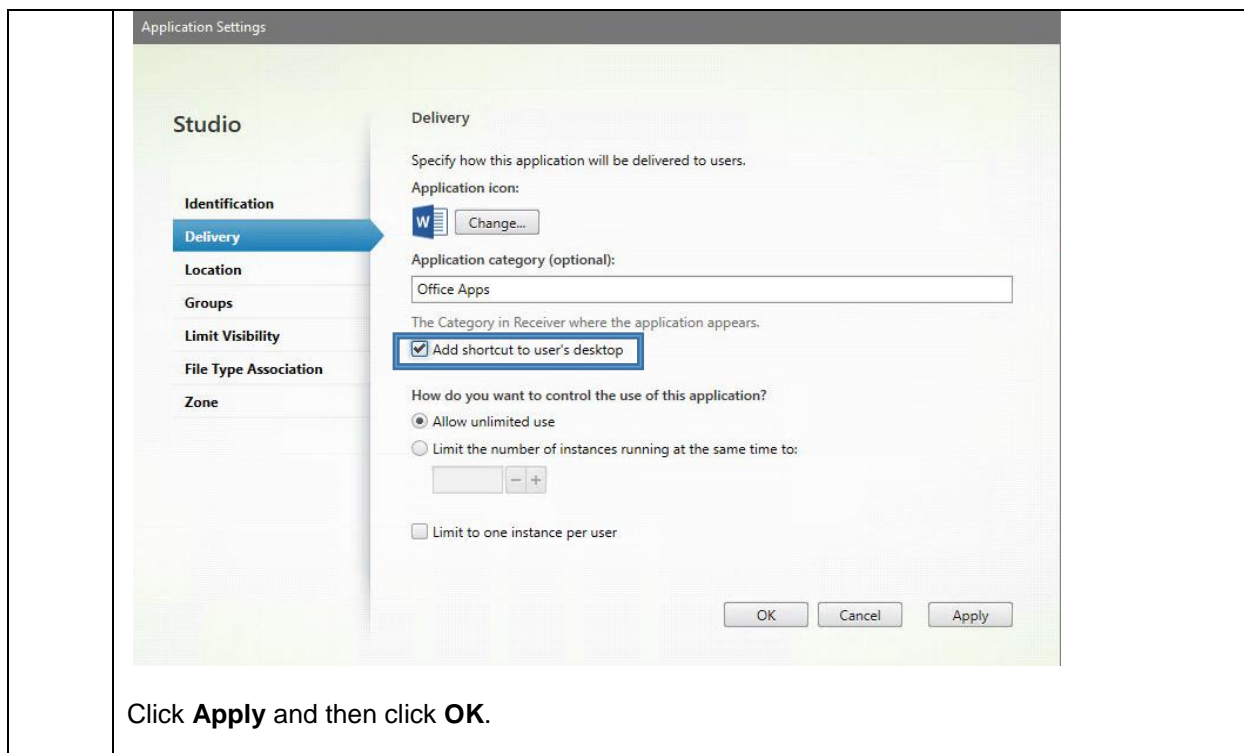 Application Settings
Studio
Identification
Delivery
Location
Groups
Limit Visibility
File Type Association
Zone
Delivery
Specify how this application will be delivered to users.
Application icon:
W
Change...
Application category (optional):
Office Apps
The Category in Receiver where the application appears.
Add shortcut to user's desktop
How do you want to control the use of this application?
Allow unlimited use
Limit the number of instances running at the same time to:
− +
Limit to one instance per user
OK Cancel Apply
Click Apply and then click OK.